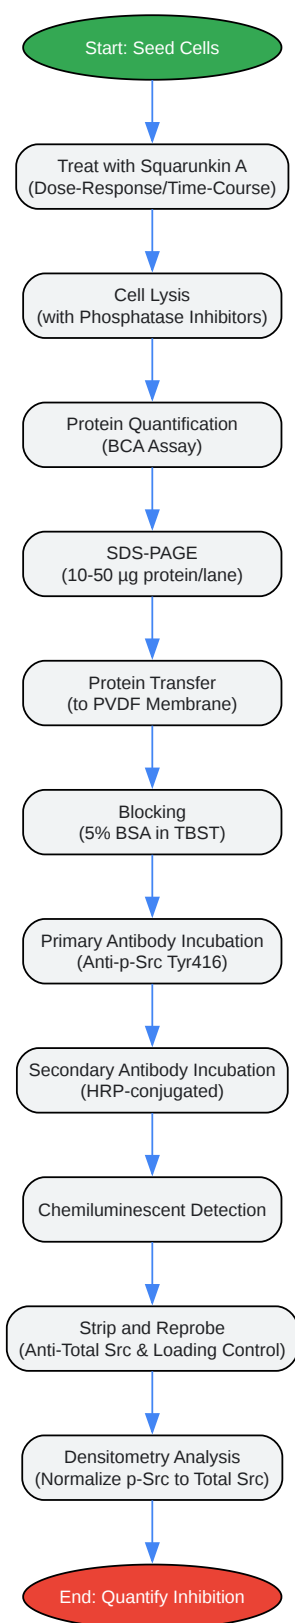 Start: Seed Cells
Treat with Squarunkin A
(Dose-Response/Time-Course)
Cell Lysis
(with Phosphatase Inhibitors)
Protein Quantification
(BCA Assay)
SDS-PAGE
(10-50 µg protein/lane)
Protein Transfer
(to PVDF Membrane)
Blocking
(5% BSA in TBST)
Primary Antibody Incubation
(Anti-p-Src Tyr416)
Secondary Antibody Incubation
(HRP-conjugated)
Chemiluminescent Detection
Strip and Reprobe
(Anti-Total Src & Loading Control)
Densitometry Analysis
(Normalize p-Src to Total Src)
End: Quantify Inhibition